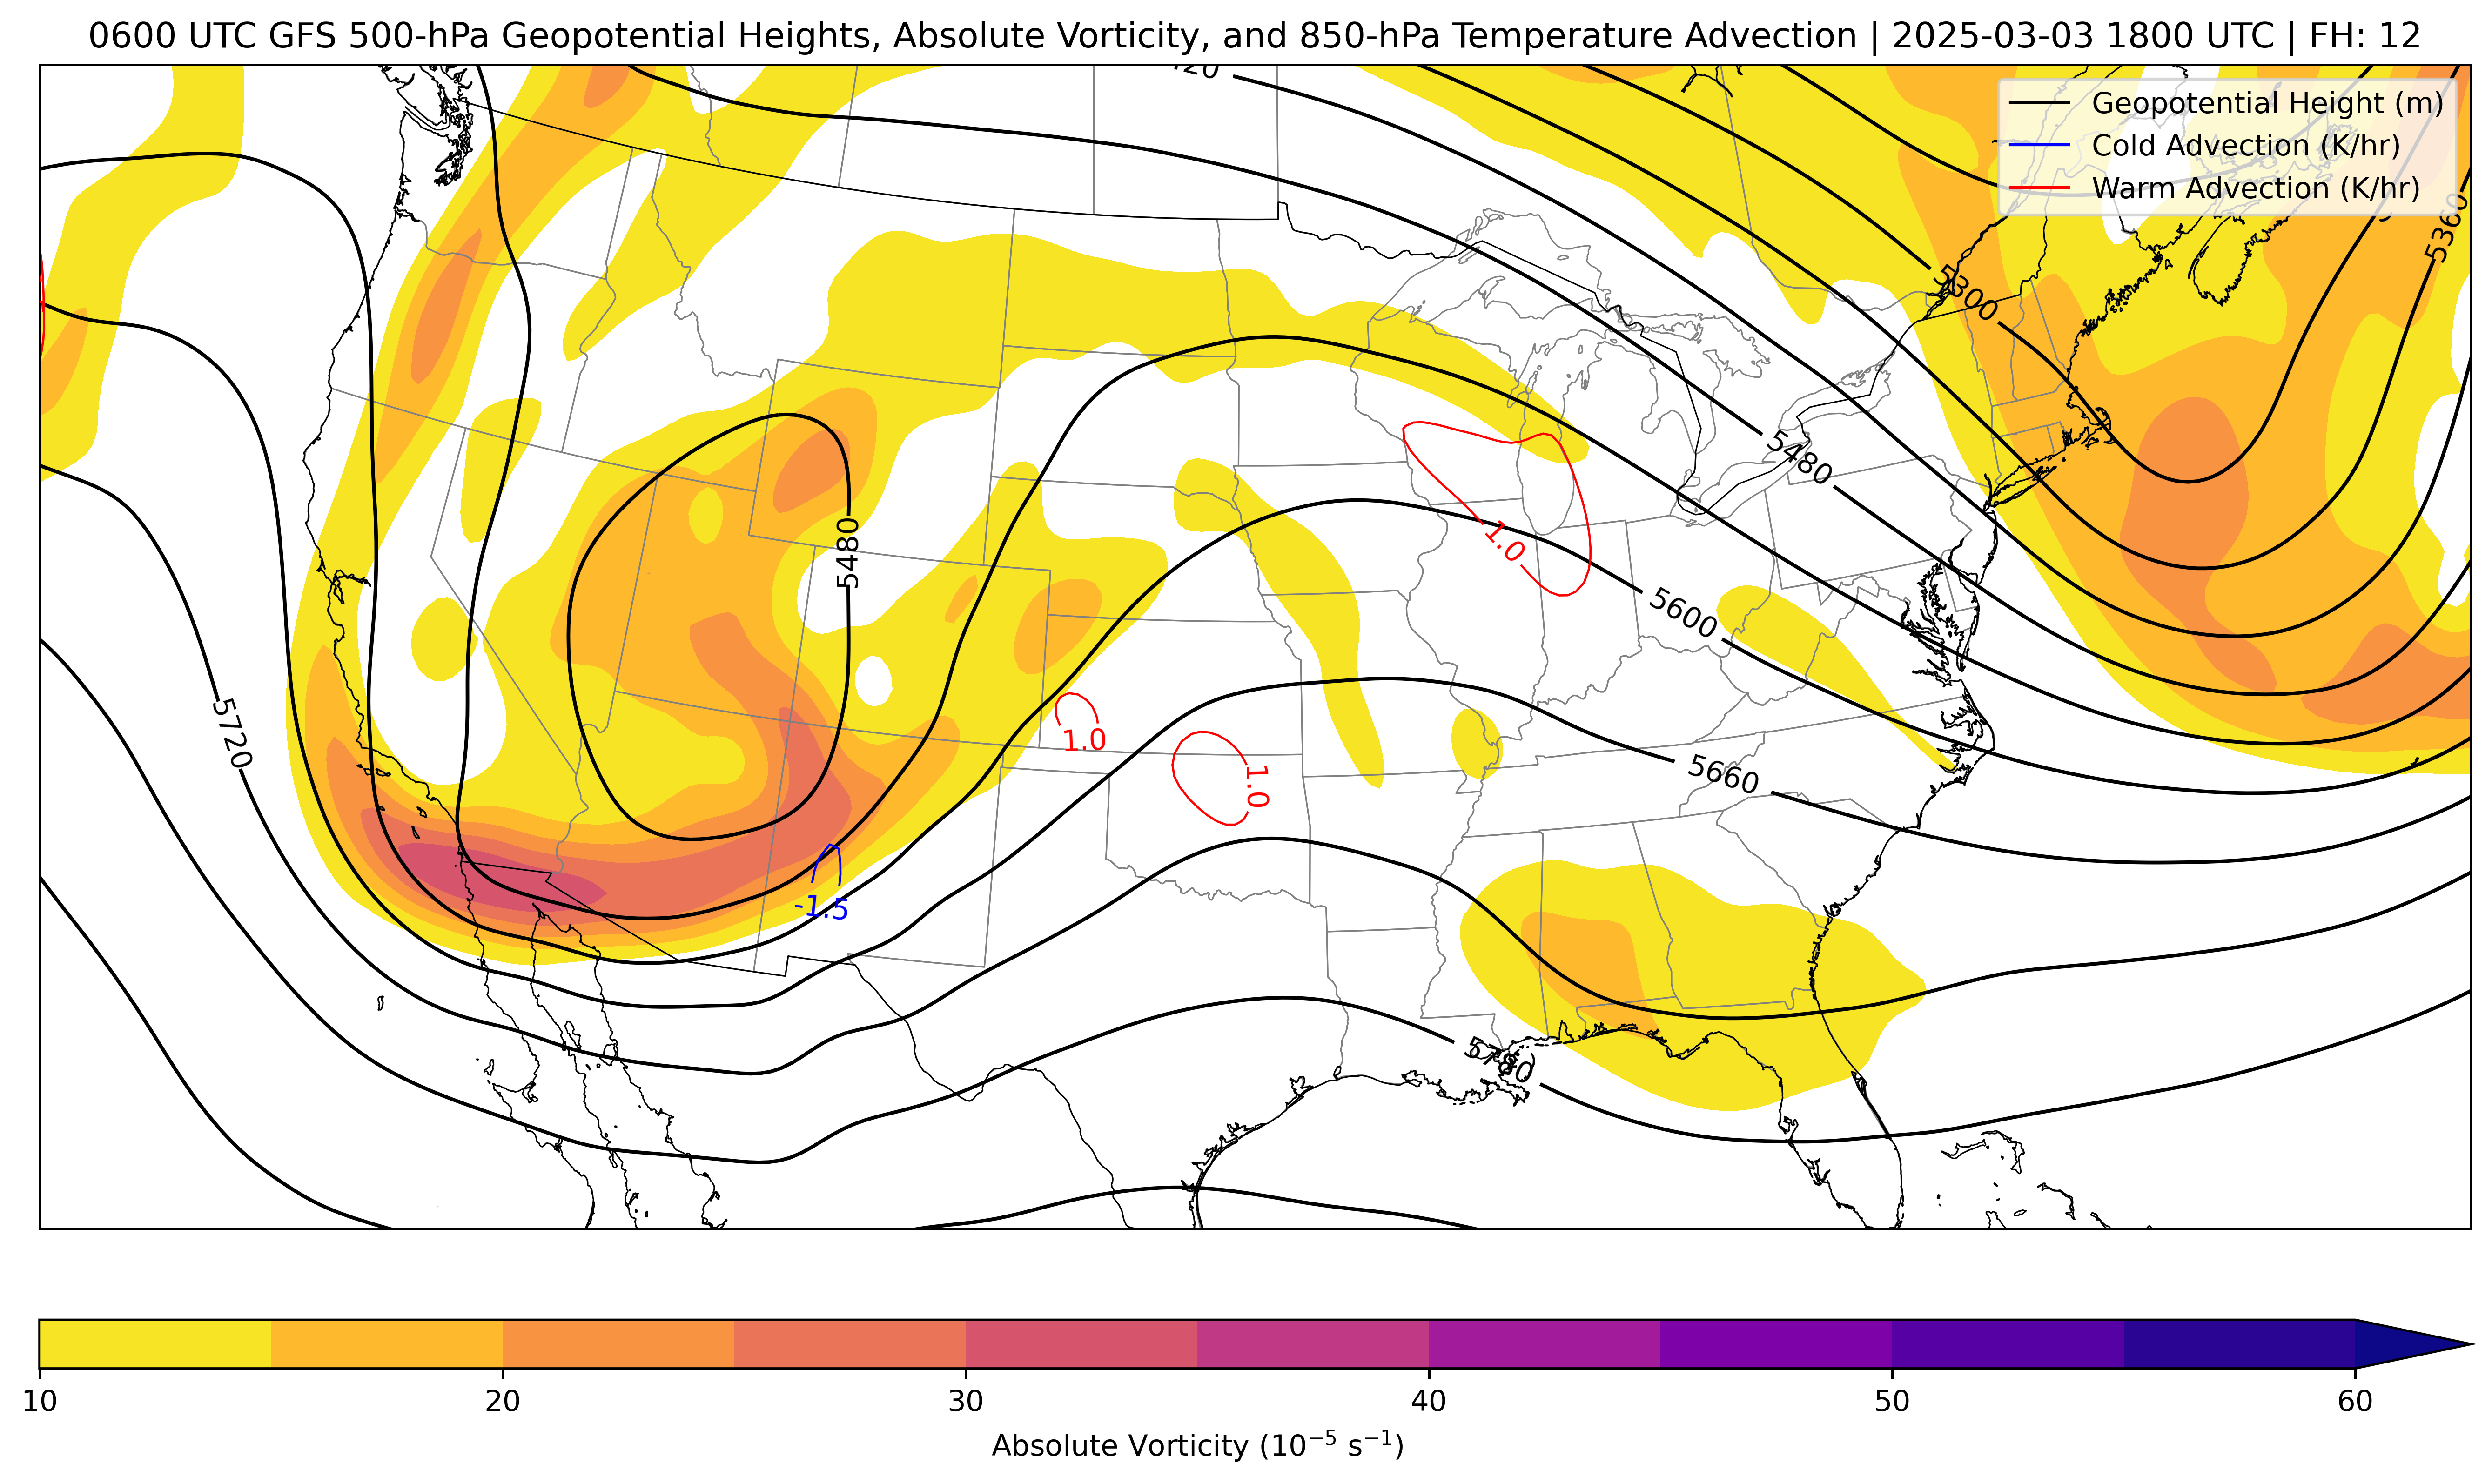 0600 UTC GFS 500-hPa Geopotential Heights, Absolute Vorticity, and 850-hPa Temperature Advection | 2025-03-03 1800 UTC | FH: 12
Geopotential Height (m)
Cold Advection (K/hr)
Warm Advection (K/hr)
5360
5300
5480
5480
1.0
5600
5720
1.0
1.0
5660
-1.5
5780
10 20 30 40 50 60
Absolute Vorticity (10⁻⁵ s⁻¹)